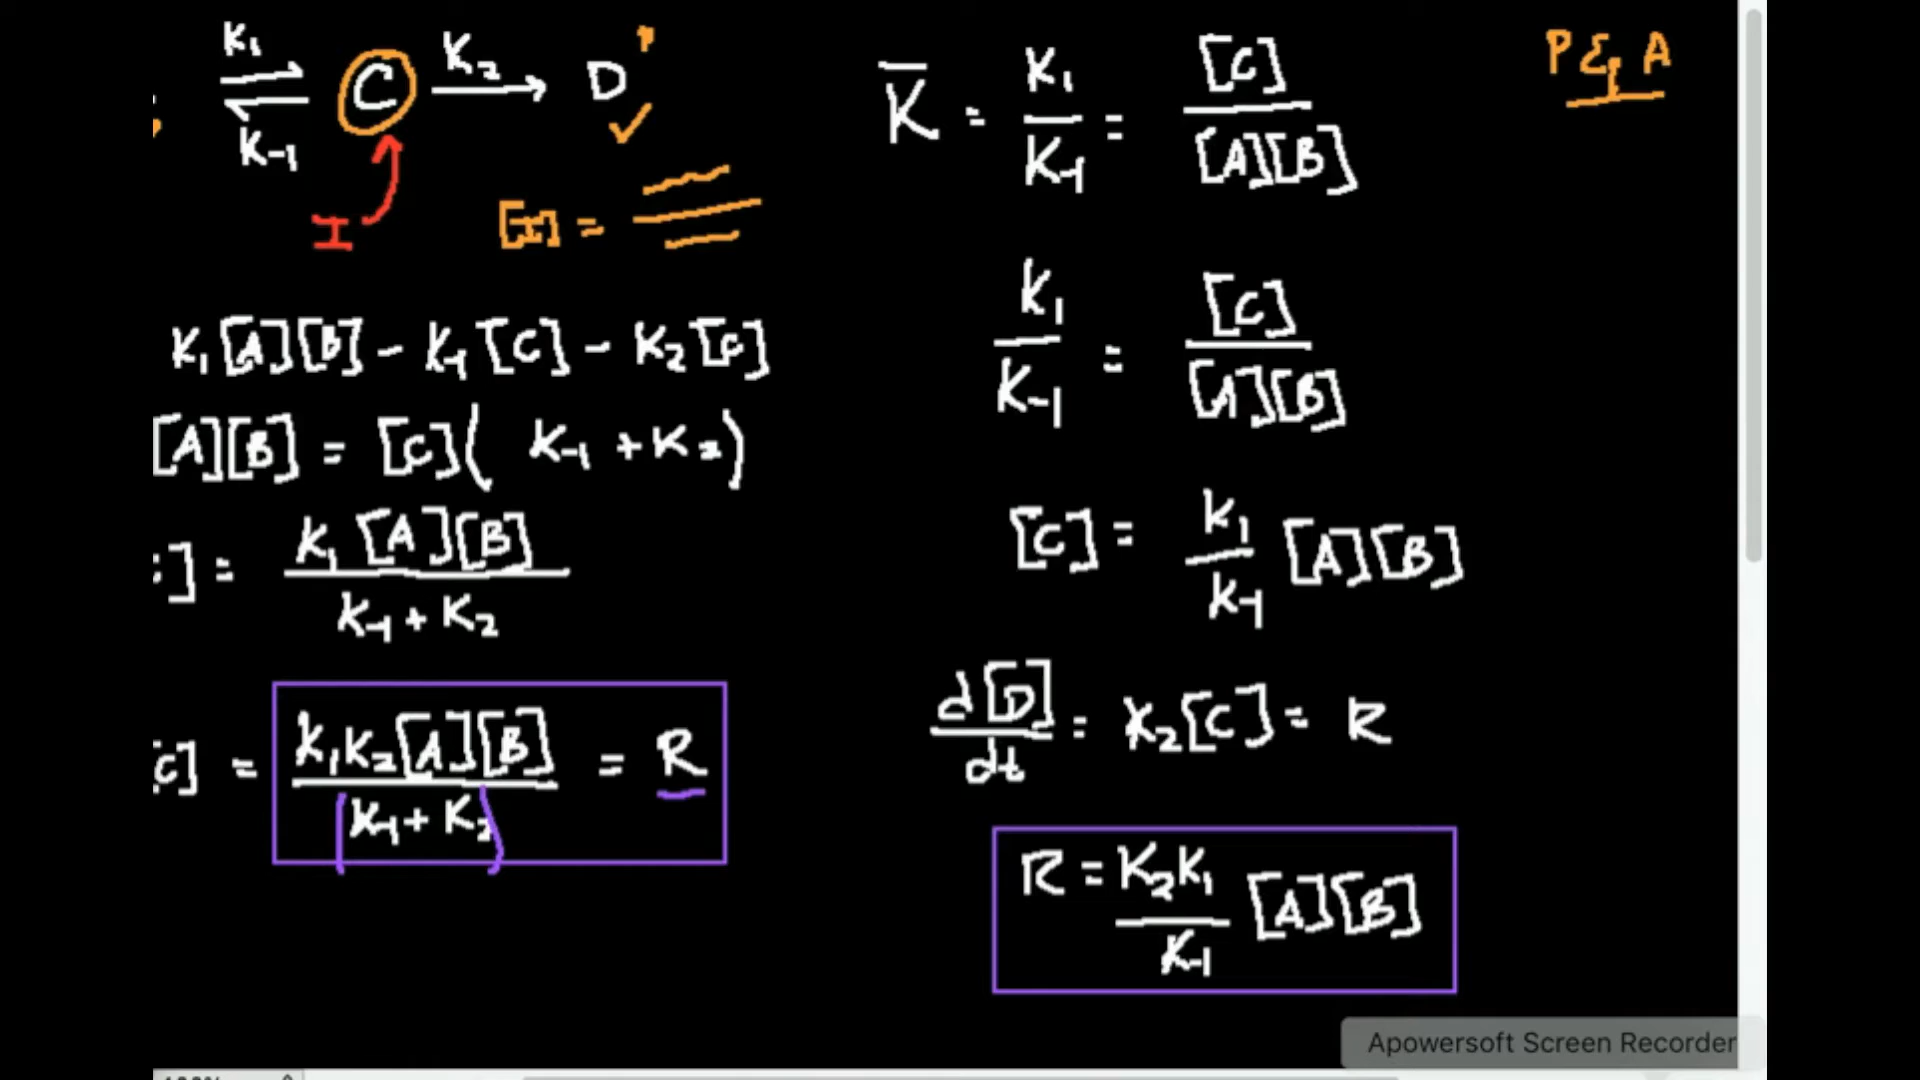 K₁
C K₂ D P
K₋₁
I
[I] =
K₁[A][B] - K₋₁[C] - K₂[C]
[A][B] = [C](K₋₁ + K₂)
] = K₁[A][B] / K₋₁ + K₂
C] = K₁K₂[A][B] / (K₋₁ + K₂) = R
K̅ = K₁ / K₋₁ = [C] / [A][B]
K₁ / K₋₁ = [C] / [A][B]
[C] = K₁ / K₋₁ [A][B]
d[D] / dt = K₂[C] = R
R = K₂K₁ / K₋₁ [A][B]
Apowersoft Screen Recorder